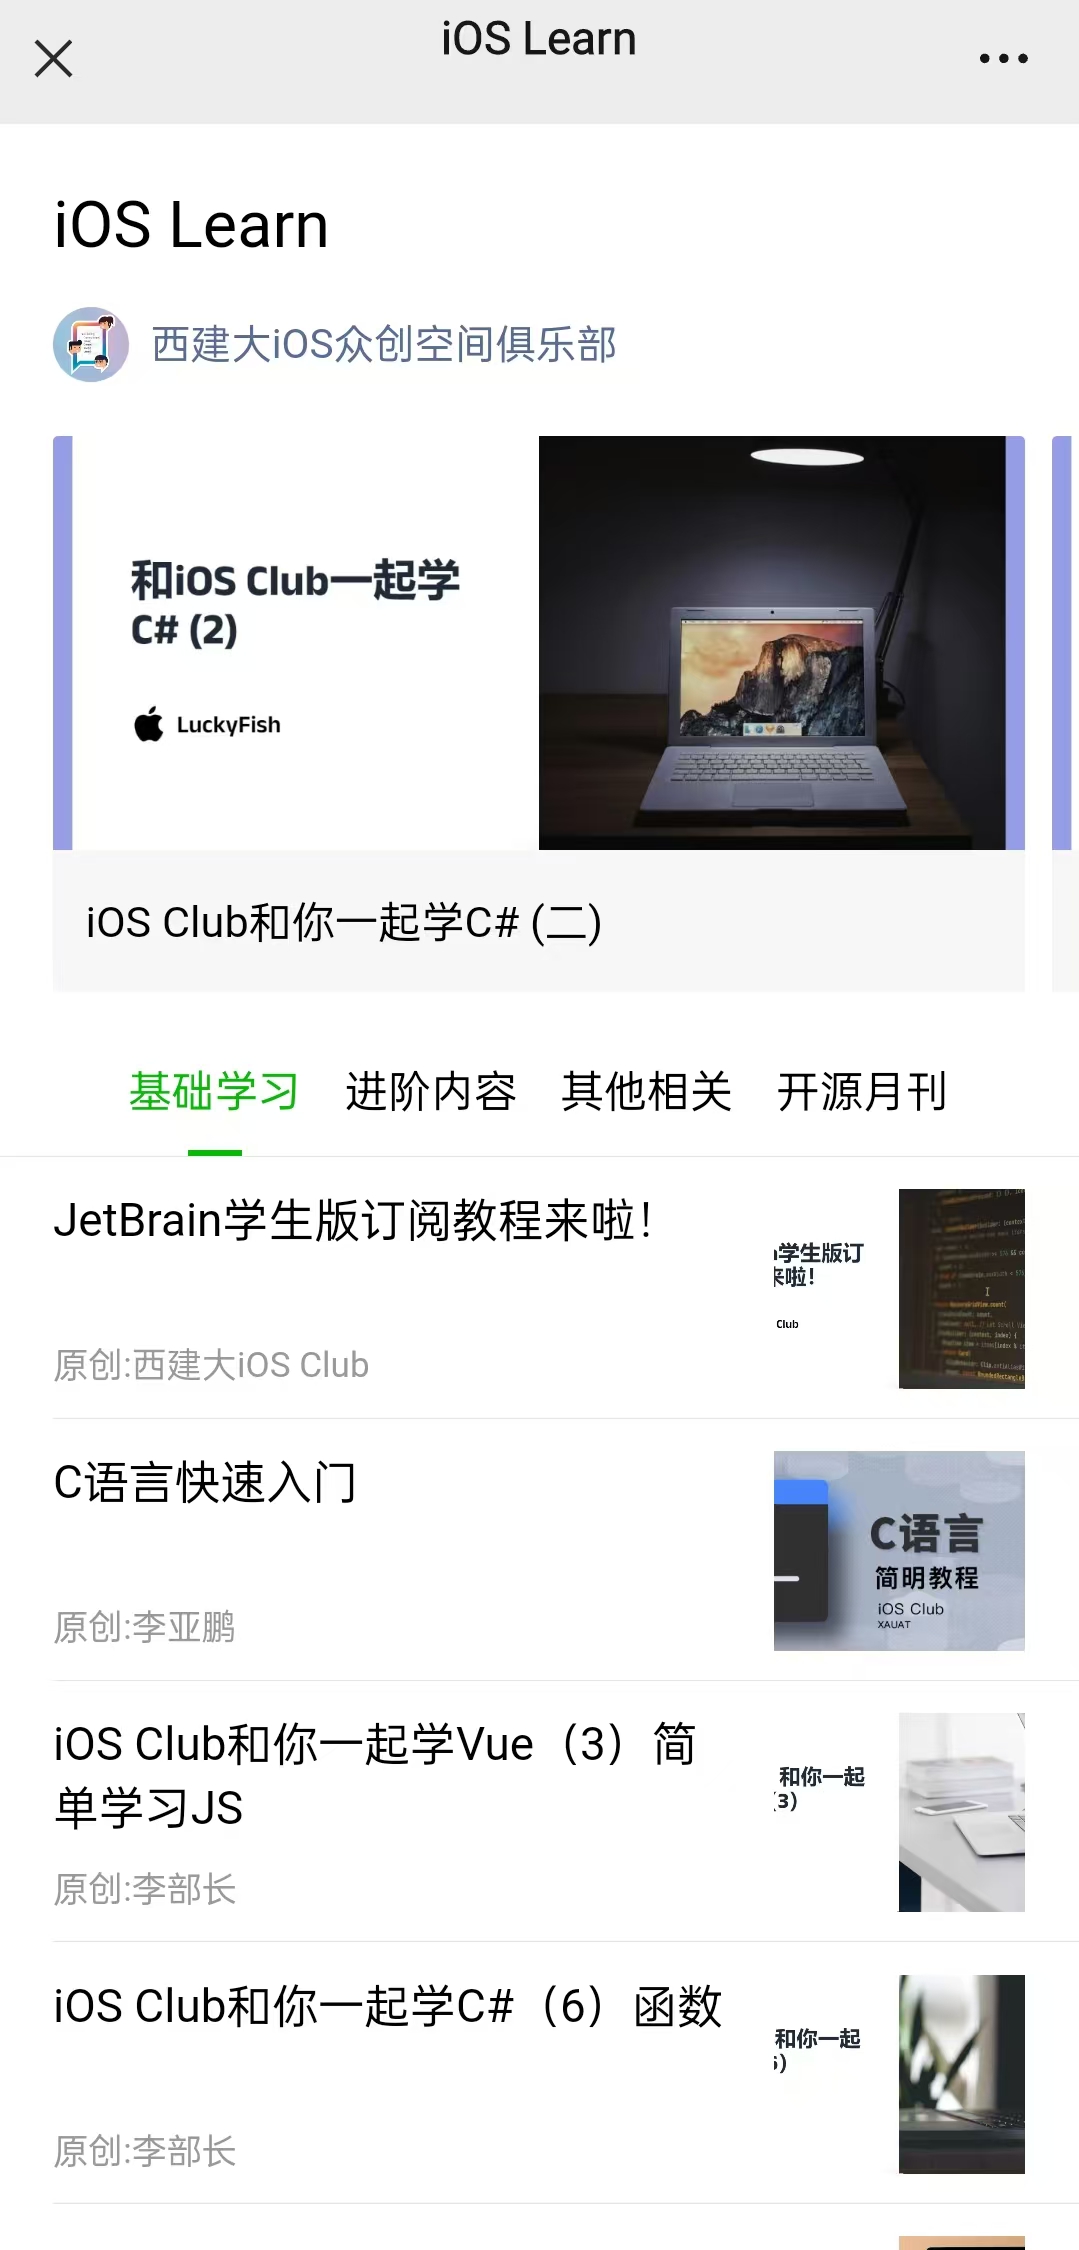 iOS Learn
iOS Learn
西建大iOS众创空间俱乐部
和iOS Club一起学
C# (2)
LuckyFish
iOS Club和你一起学C# (二)
基础学习 进阶内容 其他相关 开源月刊
JetBrain学生版订阅教程来啦！
学生版订
来啦！
Club
原创:西建大iOS Club
C语言快速入门
C语言
简明教程
iOS Club
XAUAT
原创:李亚鹏
iOS Club和你一起学Vue（3）简
单学习JS
和你一起
(3)
原创:李部长
iOS Club和你一起学C#（6）函数
和你一起
原创:李部长